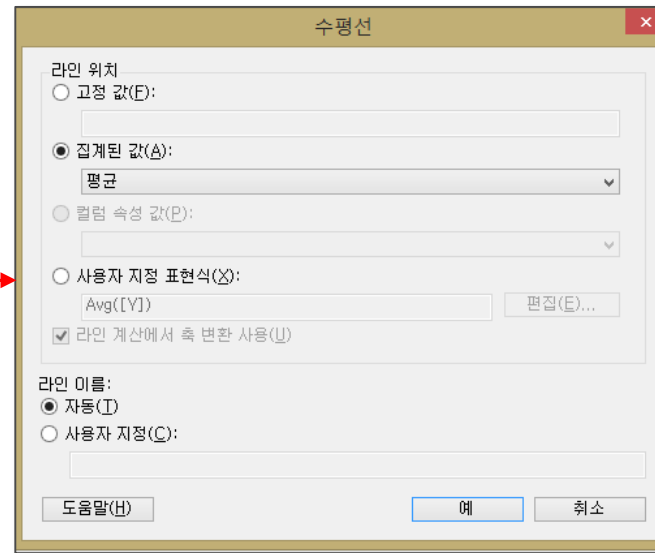 수평선
라인 위치
고정 값(F):
집계된 값(A):
평균
컬럼 속성 값(P):
사용자 지정 표현식(X):
Avg([Y])
편집(E)...
라인 계산에서 축 변환 사용(U)
라인 이름:
자동(T)
사용자 지정(C):
도움말(H)
예
취소